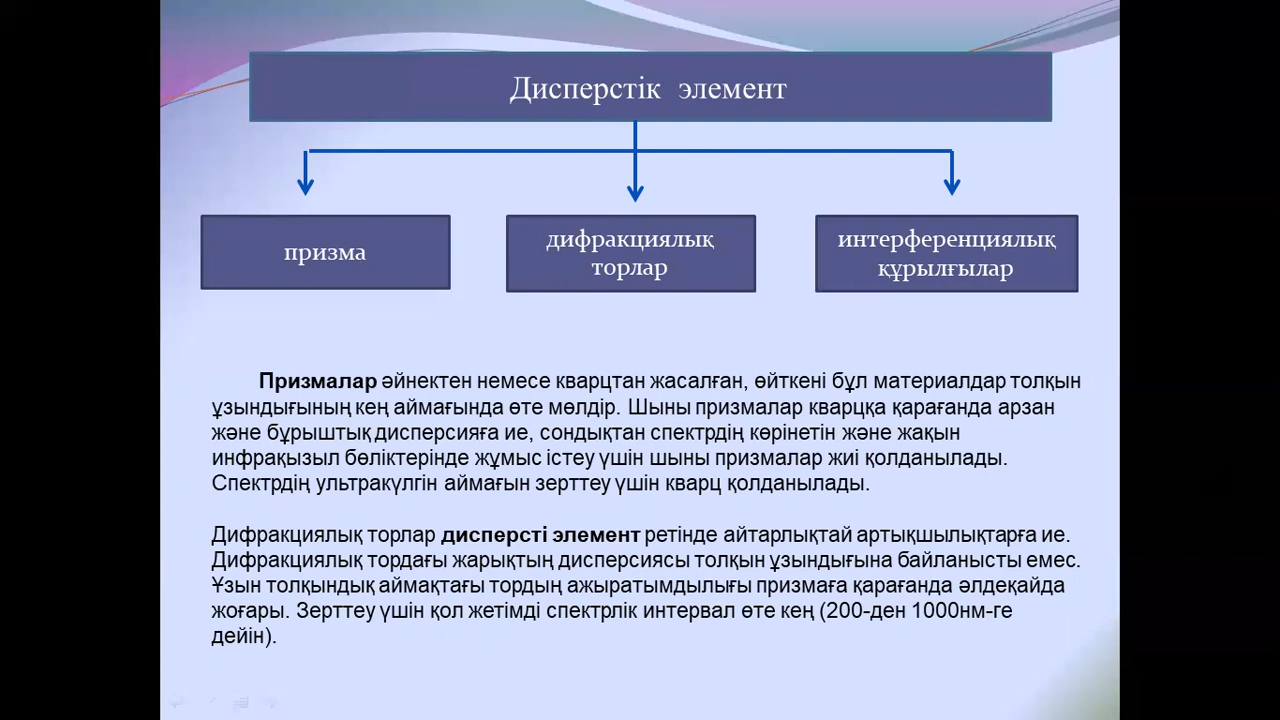 Дисперстік элемент
призма
дифракциялық
торлар
интерференциялық
құрылғылар
Призмалар әйнектен немесе кварцтан жасалған, өйткені бұл материалдар толқын
ұзындығының кең аймағында өте мөлдір. Шыны призмалар кварцқа қарағанда арзан
және бұрыштық дисперсияға ие, сондықтан спектрдің көрінетін және жақын
инфрақызыл бөліктерінде жұмыс істеу үшін шыны призмалар жиі қолданылады.
Спектрдің ультракүлгін аймағын зерттеу үшін кварц қолданылады.
Дифракциялық торлар дисперсті элемент ретінде айтарлықтай артықшылықтарға ие.
Дифракциялық тордағы жарықтың дисперсиясы толқын ұзындығына байланысты емес.
Ұзын толқындық аймақтағы тордың ажыратымдылығы призмаға қарағанда әлдеқайда
жоғары. Зерттеу үшін қол жетімді спектрлік интервал өте кең (200-ден 1000нм-ге
дейін).